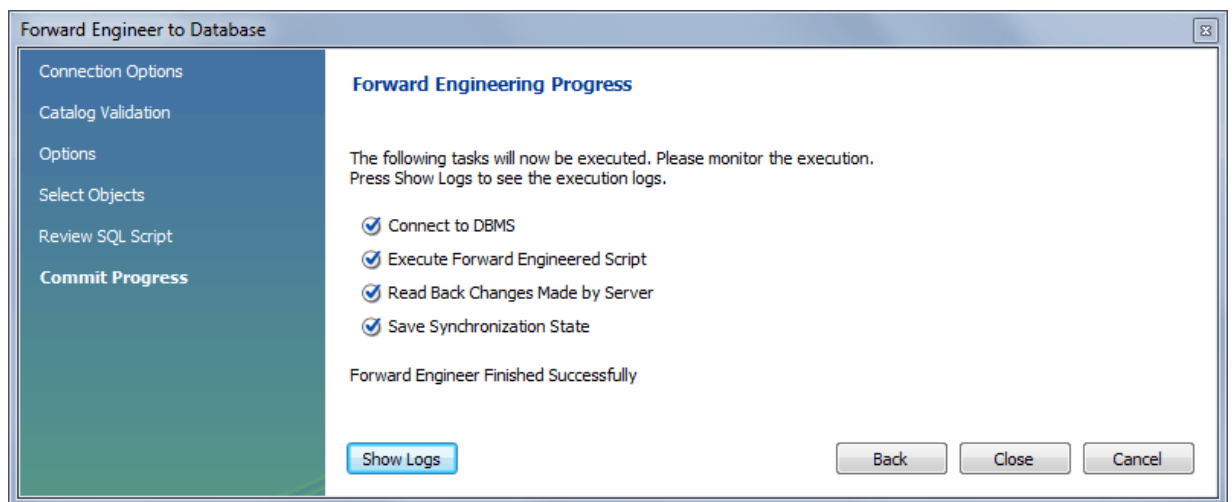 Forward Engineer to Database
Connection Options
Catalog Validation
Options
Select Objects
Review SQL Script
Commit Progress
Forward Engineering Progress
The following tasks will now be executed. Please monitor the execution.
Press Show Logs to see the execution logs.
Connect to DBMS
Execute Forward Engineered Script
Read Back Changes Made by Server
Save Synchronization State
Forward Engineer Finished Successfully
Show Logs
Back
Close
Cancel